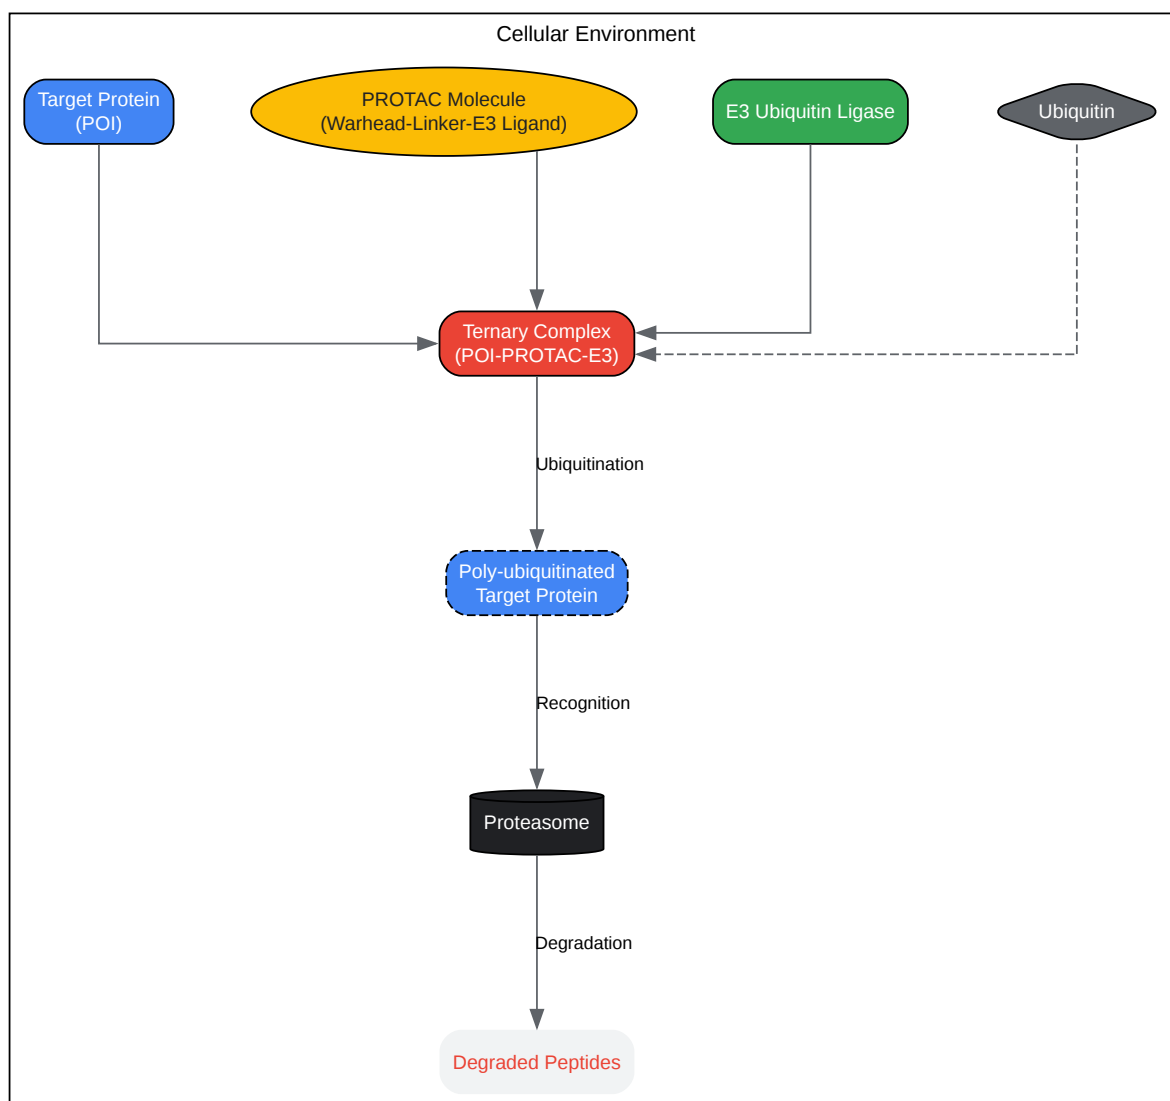 Cellular Environment
Target Protein
(POI)
PROTAC Molecule
(Warhead-Linker-E3 Ligand)
E3 Ubiquitin Ligase
Ubiquitin
Ternary Complex
(POI-PROTAC-E3)
Ubiquitination
Poly-ubiquitinated
Target Protein
Recognition
Proteasome
Degradation
Degraded Peptides